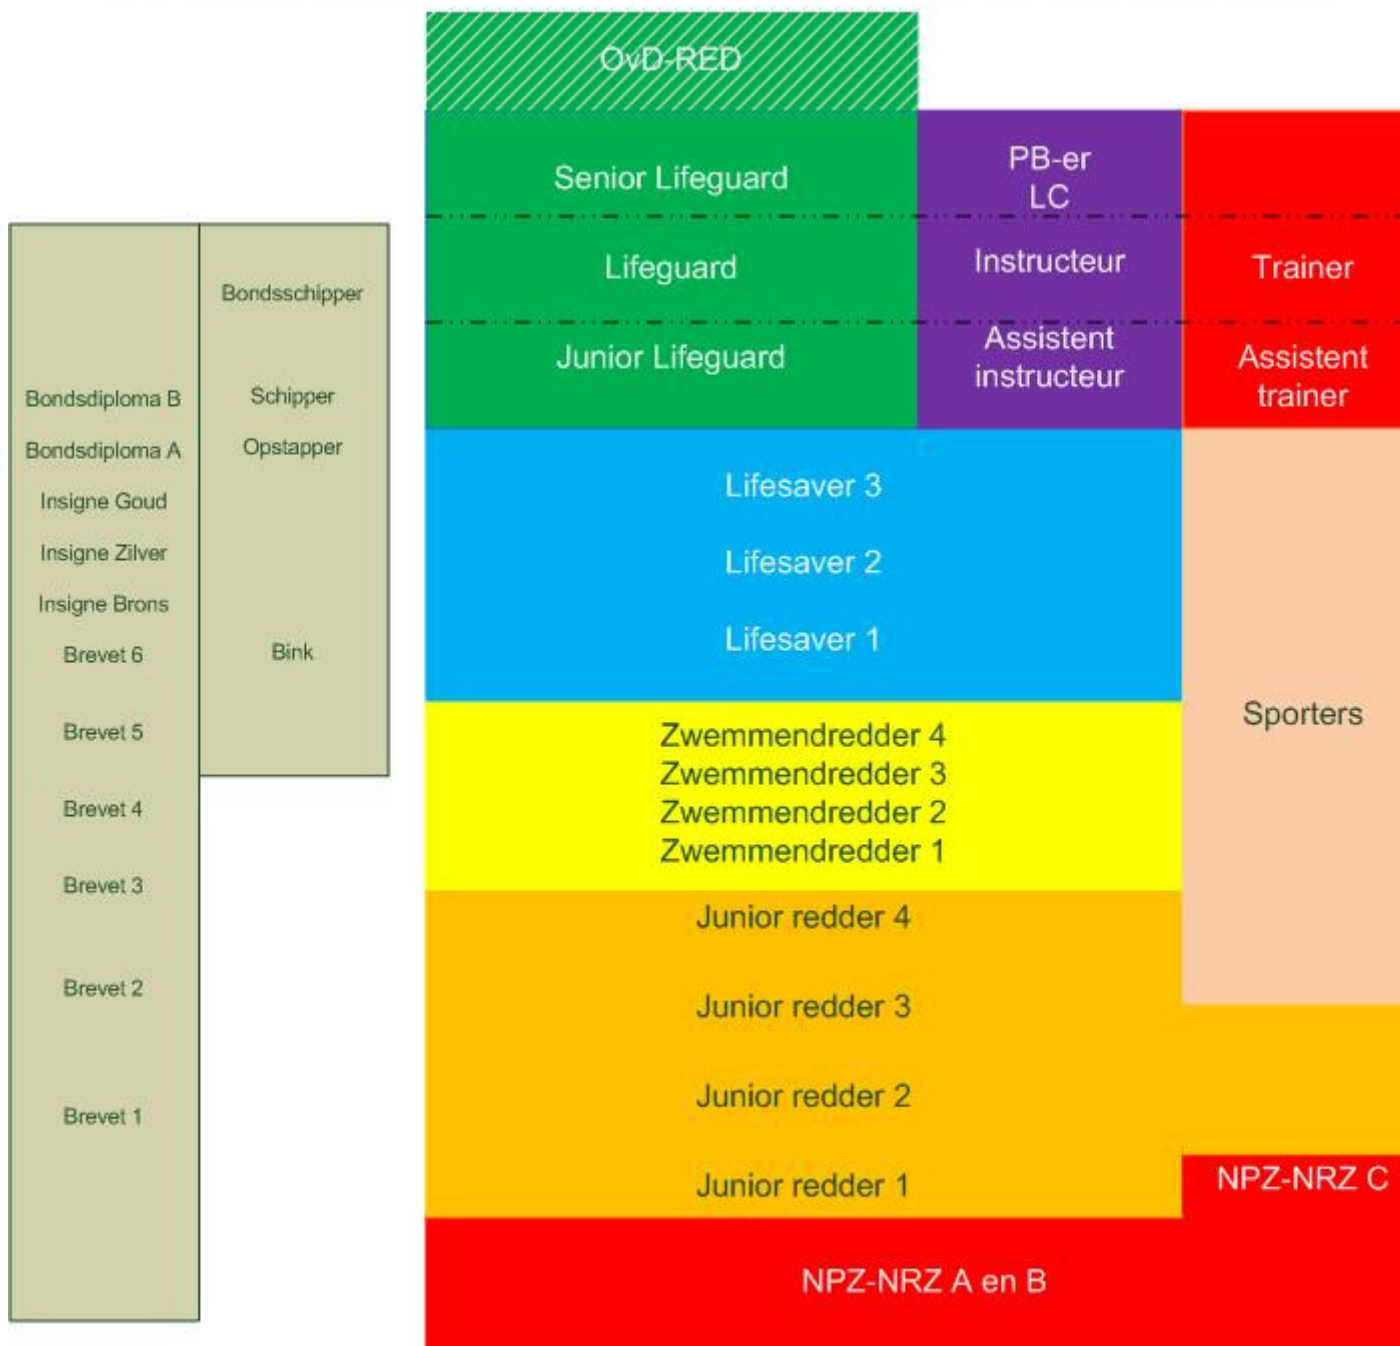 OvD-RED
Senior Lifeguard
PB-er
LC
Lifeguard
Instructeur
Trainer
Junior Lifeguard
Assistent
instructeur
Assistent
trainer
Bondsdiploma B
Bondsdiploma A
Insigne Goud
Insigne Zilver
Insigne Brons
Brevet 6
Brevet 5
Brevet 4
Brevet 3
Brevet 2
Brevet 1
Bondsschipper
Schipper
Opstapper
Bink
Lifesaver 3
Lifesaver 2
Lifesaver 1
Zwemmendredder 4
Zwemmendredder 3
Zwemmendredder 2
Zwemmendredder 1
Junior redder 4
Junior redder 3
Junior redder 2
Junior redder 1
Sporters
NPZ-NRZ C
NPZ-NRZ A en B